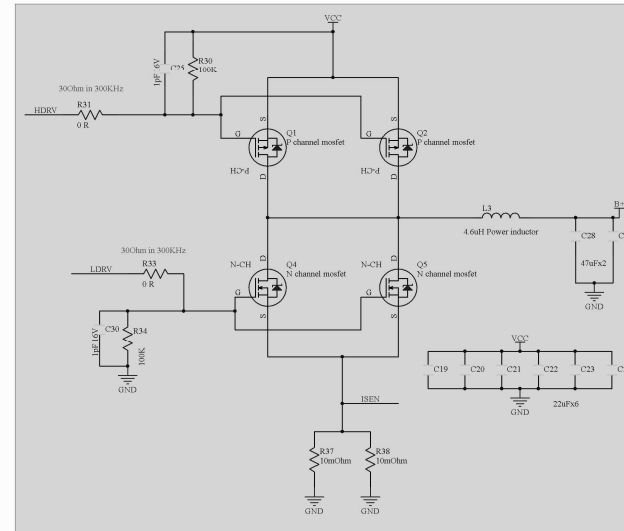 VCC
1pF 16V
C25
R30
100K
30Ohm in 300KHz
HDRV
R31
0 R
S
S
G
Q1
P channel mosfet
G
Q2
P channel mosfet
P-CH
P-CH
D
D
L3
4.6uH Power inductor
B+
C28
47uFx2
GND
30Ohm in 300KHz
LDRV
R33
0 R
D
D
N-CH
Q4
N channel mosfet
G
N-CH
Q5
N channel mosfet
G
S
S
1pF 16V
C30
R34
100K
GND
VCC
C19
C20
C21
C22
C23
GND
22uFx6
ISEN
R37
10mOhm
R38
10mOhm
GND
GND